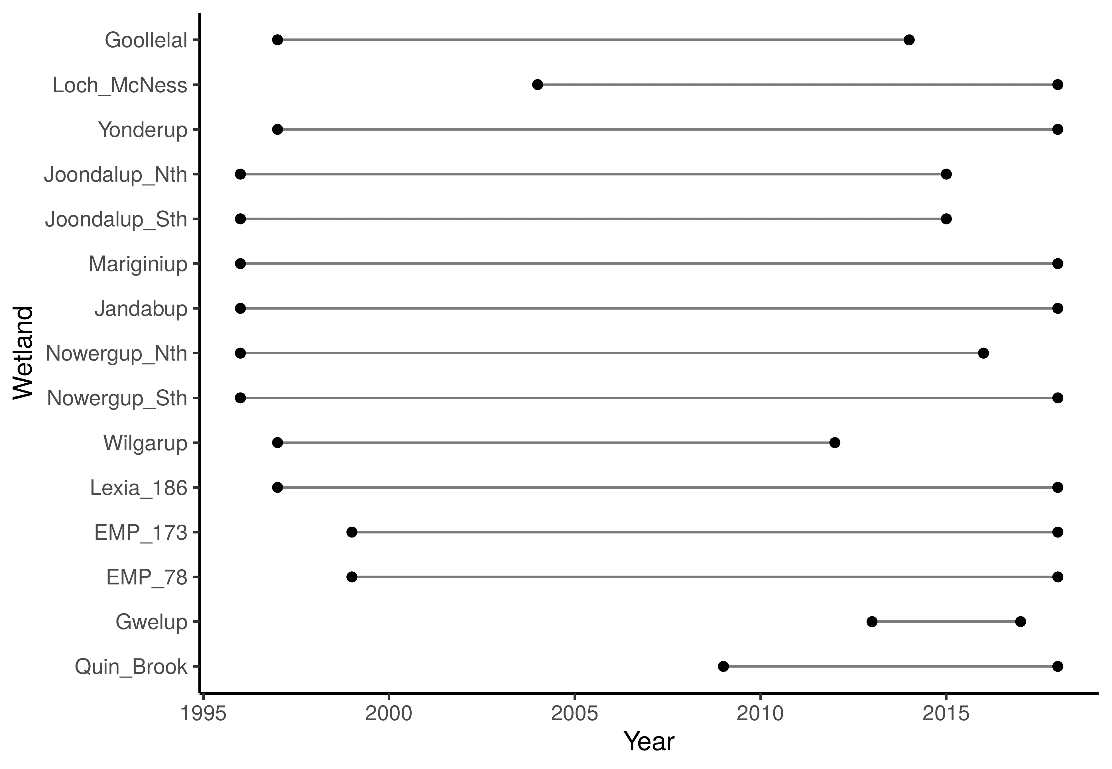 Goollelal
Loch_McNess
Yonderup
Joondalup_Nth
Joondalup_Sth
Mariginiup
Jandabup
Nowergup_Nth
Nowergup_Sth
Wilgarup
Lexia_186
EMP_173
EMP_78
Gwelup
Quin_Brook
Wetland
1995 2000 2005 2010 2015
Year